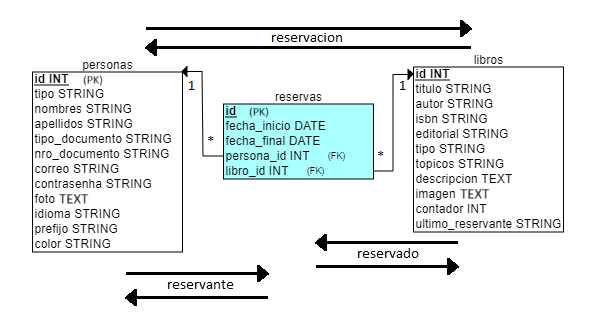 reservacion
personas
id INT (PK)
tipo STRING
nombres STRING
apellidos STRING
tipo_documento STRING
nro_documento STRING
correo STRING
contrasenha STRING
foto TEXT
idioma STRING
prefijo STRING
color STRING
1
*
reservas
id (PK)
fecha_inicio DATE
fecha_final DATE
persona_id INT (FK)
libro_id INT (FK)
*
1
libros
id INT
titulo STRING
autor STRING
isbn STRING
editorial STRING
tipo STRING
topicos STRING
descripcion TEXT
imagen TEXT
contador INT
ultimo_reservante STRING
reservado
reservante